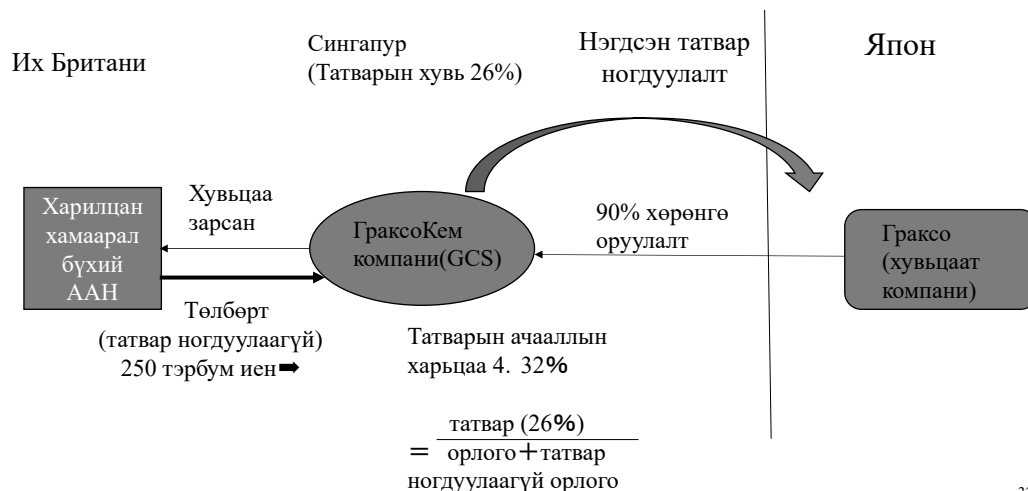 Их Британи
Сингапур
(Татварын хувь 26%)
Нэгдсэн татвар
ногдуулалт
Япон
Харилцан
хамаарал
бүхий
ААН
Хувьцаа
зарсан
ГраксоКем
компани(GCS)
90% хөрөнгө
оруулалт
Граксо
(хувьцаат
компани)
Төлбөрт
(татвар ногдуулаагүй)
250 тэрбум иен➡
Татварын ачааллын
харьцаа 4. 32%
татвар (26%)
= орлого+татвар
ногдуулаагүй орлого